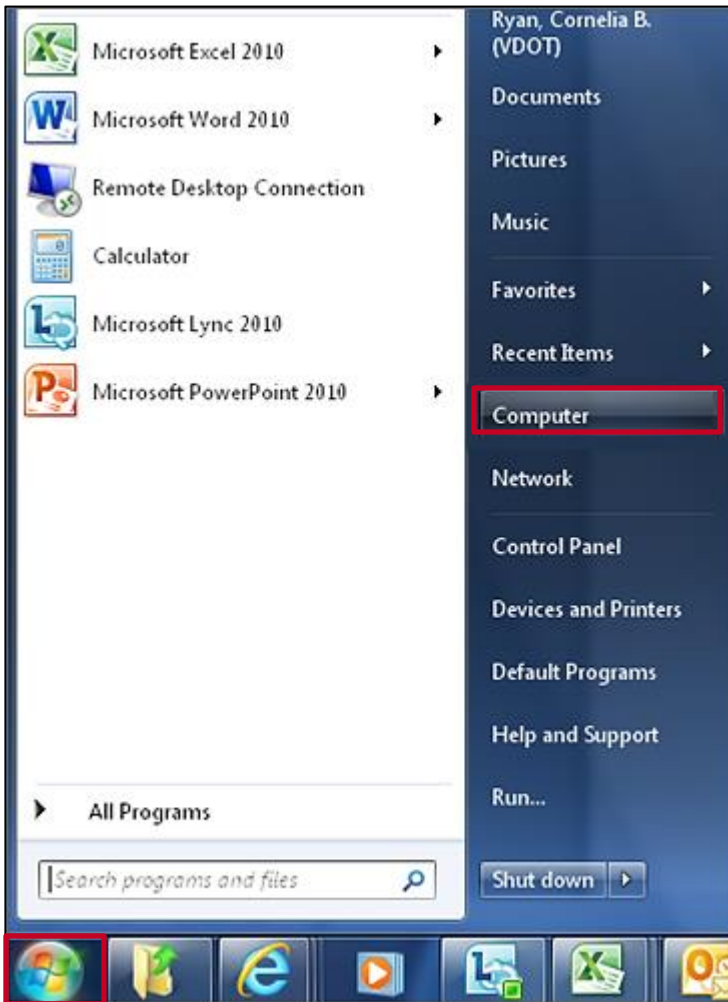 Microsoft Excel 2010
Microsoft Word 2010
Remote Desktop Connection
Calculator
Microsoft Lync 2010
Microsoft PowerPoint 2010
All Programs
Search programs and files
Ryan, Cornelia B.
(VDOT)
Documents
Pictures
Music
Favorites
Recent Items
Computer
Network
Control Panel
Devices and Printers
Default Programs
Help and Support
Run...
Shut down